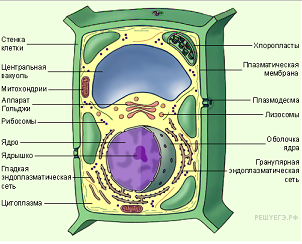 Стенка
клетки
Центральная
вакуоль
Митохондрии
Аппарат
Гольджи
Рибосомы
Ядро
Ядрышко
Гладкая
эндоплазматическая
сеть
Цитоплазма
Хлоропласты
Плазматическая
мембрана
Плазмодесма
Лизосомы
Оболочка
ядра
Гранулярная
эндоплазматическая
сеть
РЕШУЕГЭ.РФ